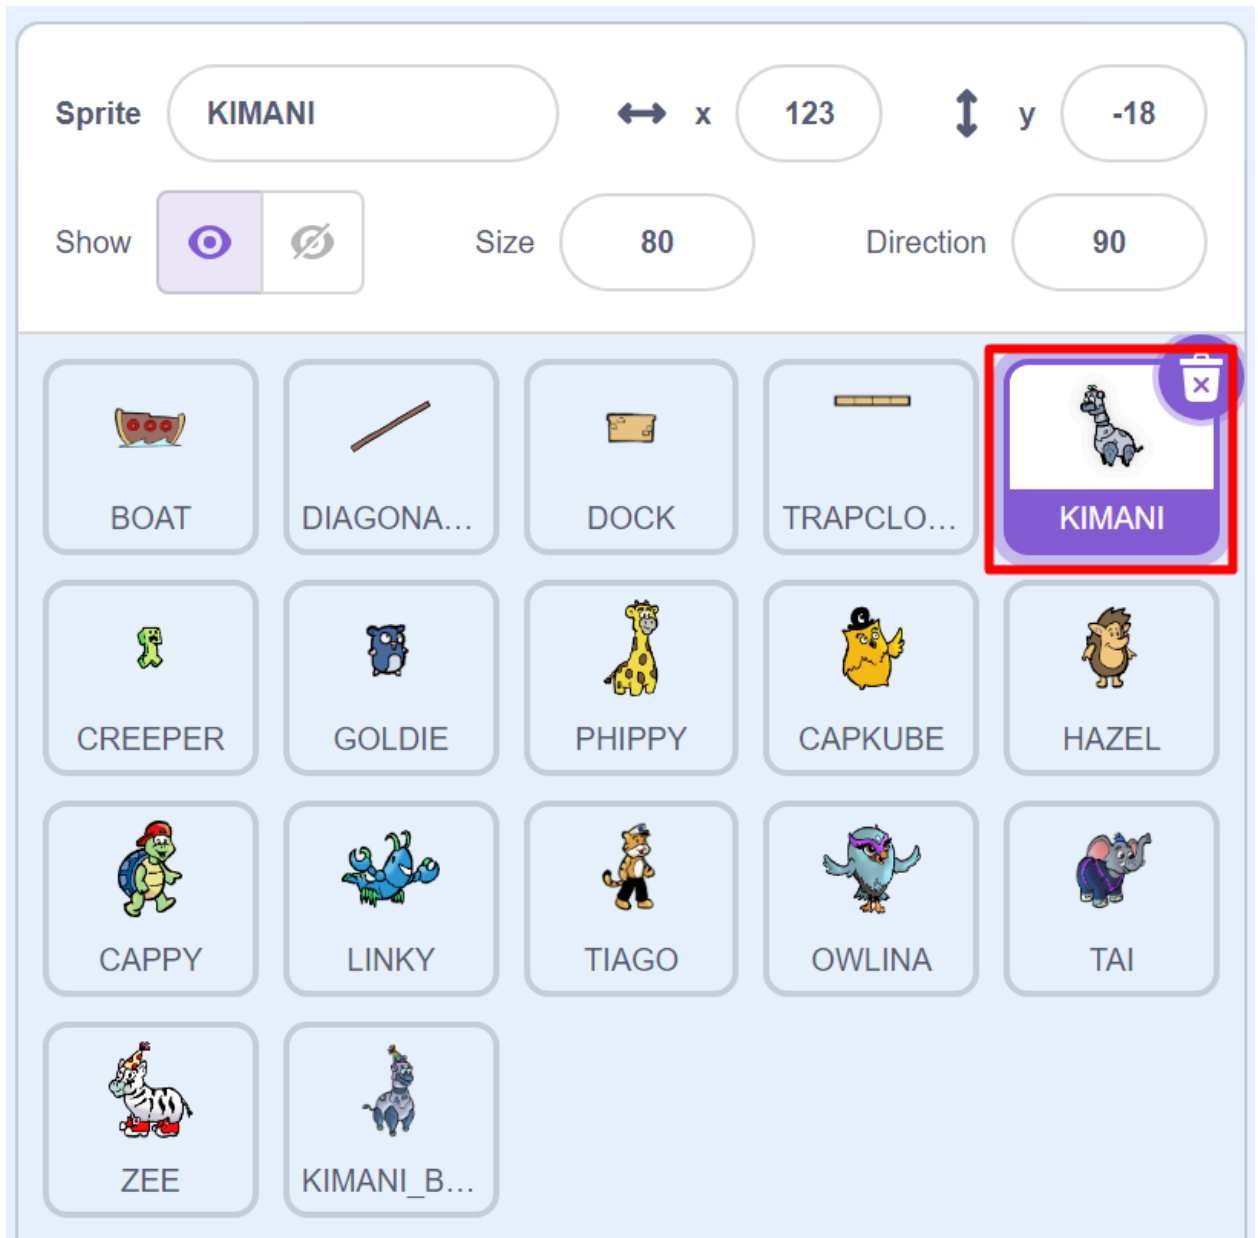 Sprite KIMANI x 123 y -18
Show Size 80 Direction 90
BOAT DIAGONA... DOCK TRAPCLO... KIMANI
CREEPER GOLDIE PHIPPY CAPKUBE HAZEL
CAPPY LINKY TIAGO OWLINA TAI
ZEE KIMANI_B...